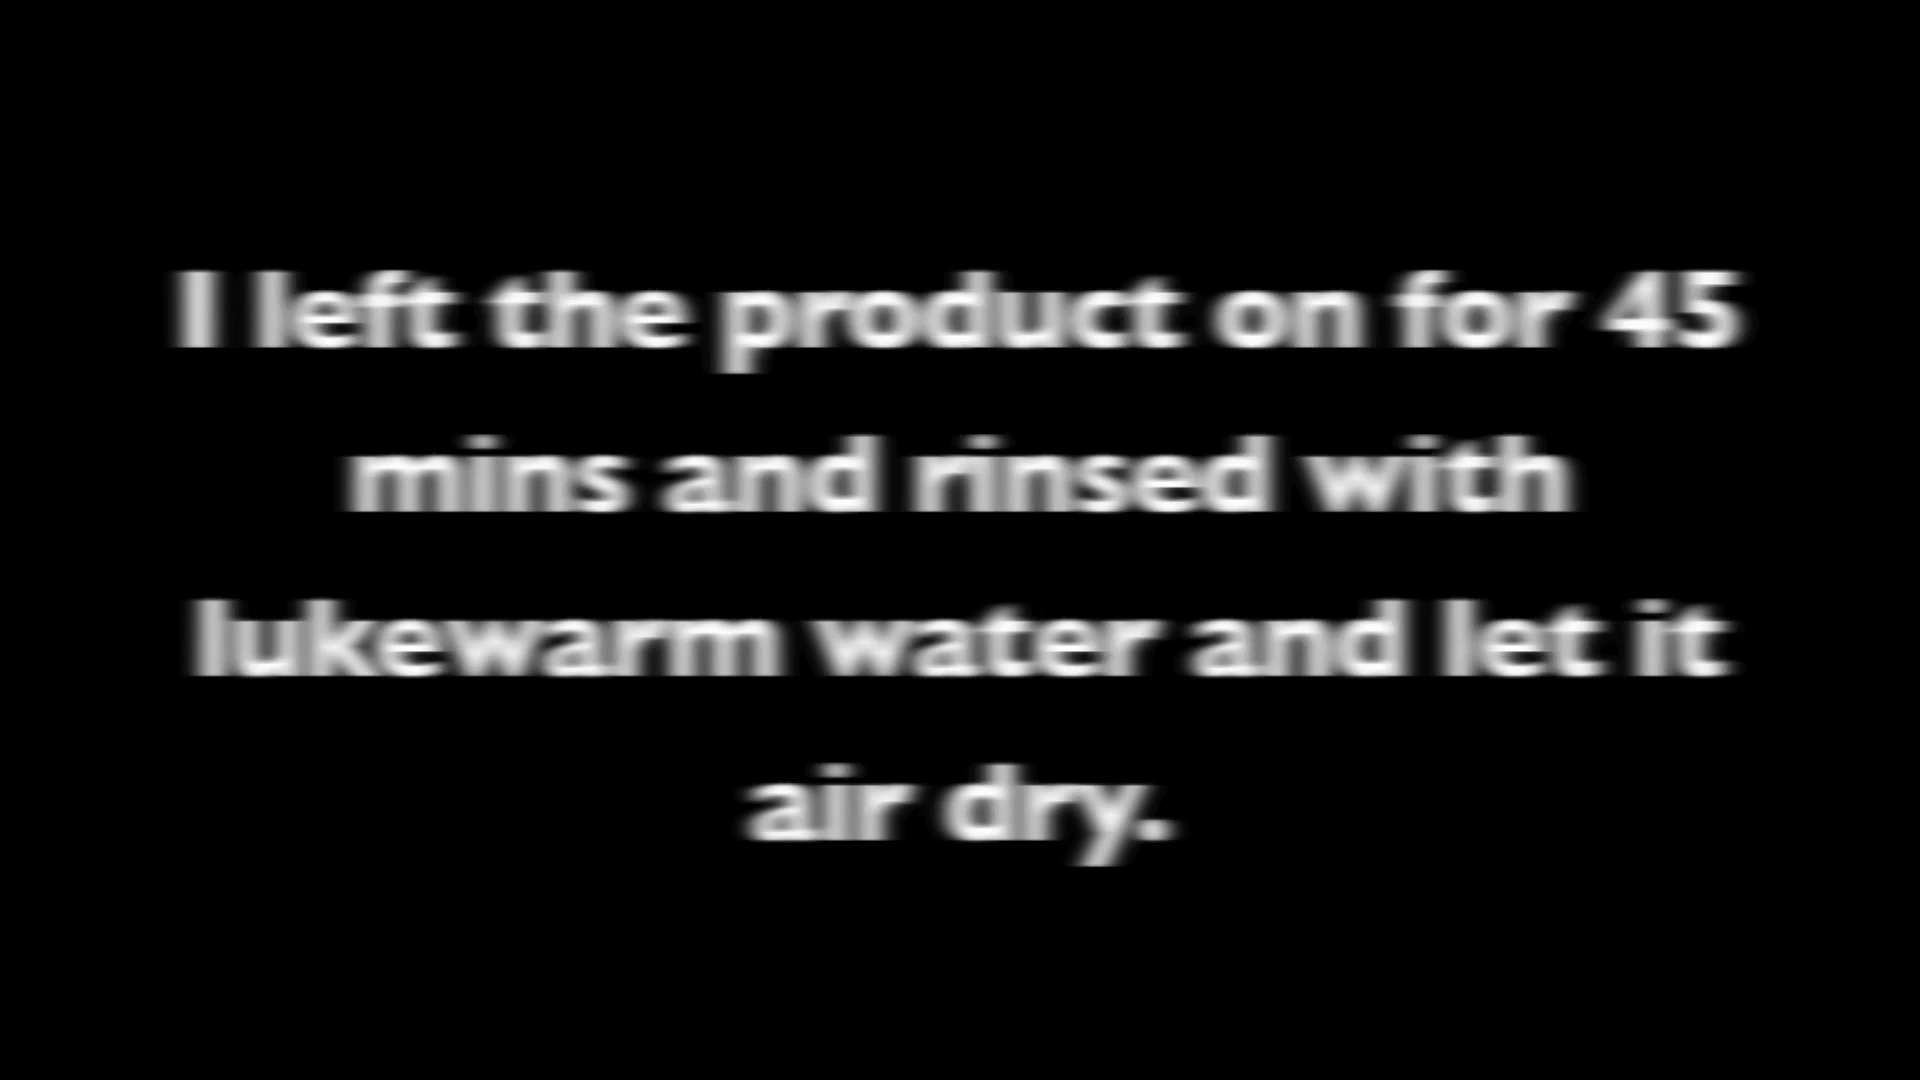 I left the product on for 45
mins and rinsed with
lukewarm water and let it
air dry.